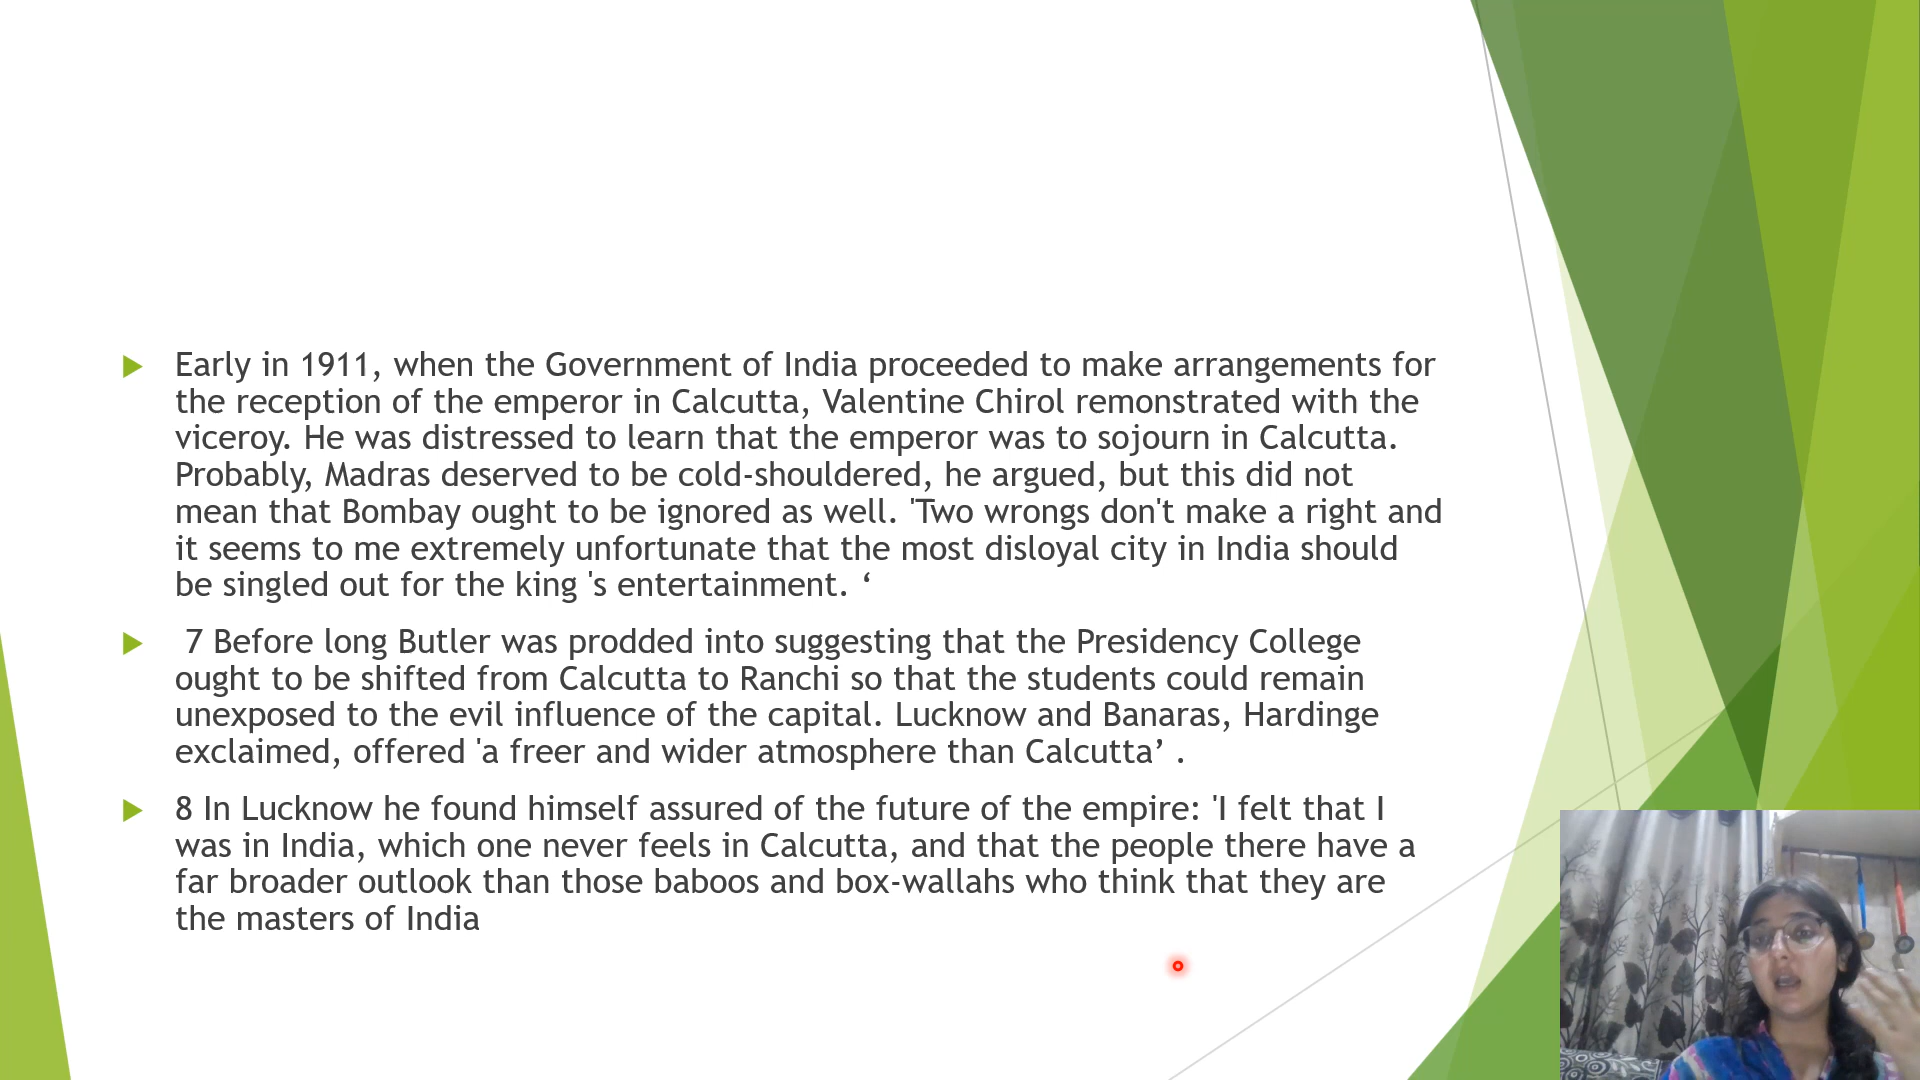 Early in 1911, when the Government of India proceeded to make arrangements for
the reception of the emperor in Calcutta, Valentine Chirol remonstrated with the
viceroy. He was distressed to learn that the emperor was to sojourn in Calcutta.
Probably, Madras deserved to be cold-shouldered, he argued, but this did not
mean that Bombay ought to be ignored as well. 'Two wrongs don't make a right and
it seems to me extremely unfortunate that the most disloyal city in India should
be singled out for the king 's entertainment. ‘
7 Before long Butler was prodded into suggesting that the Presidency College
ought to be shifted from Calcutta to Ranchi so that the students could remain
unexposed to the evil influence of the capital. Lucknow and Banaras, Hardinge
exclaimed, offered 'a freer and wider atmosphere than Calcutta’ .
8 In Lucknow he found himself assured of the future of the empire: 'I felt that I
was in India, which one never feels in Calcutta, and that the people there have a
far broader outlook than those baboos and box-wallahs who think that they are
the masters of India